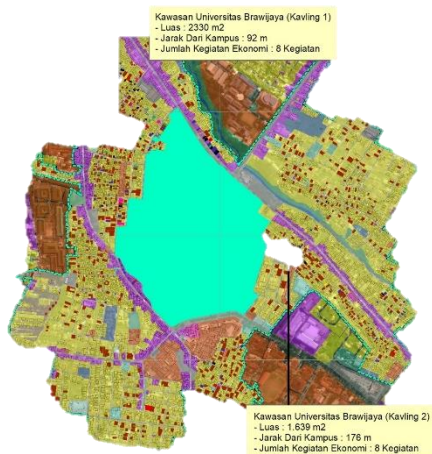 Kawasan Universitas Brawijaya (Kavling 1)
- Luas : 2330 m2
- Jarak Dari Kampus : 92 m
- Jumlah Kegiatan Ekonomi : 8 Kegiatan
Kawasan Universitas Brawijaya (Kavling 2)
- Luas : 1.639 m2
- Jarak Dari Kampus : 176 m
- Jumlah Kegiatan Ekonomi : 8 Kegiatan